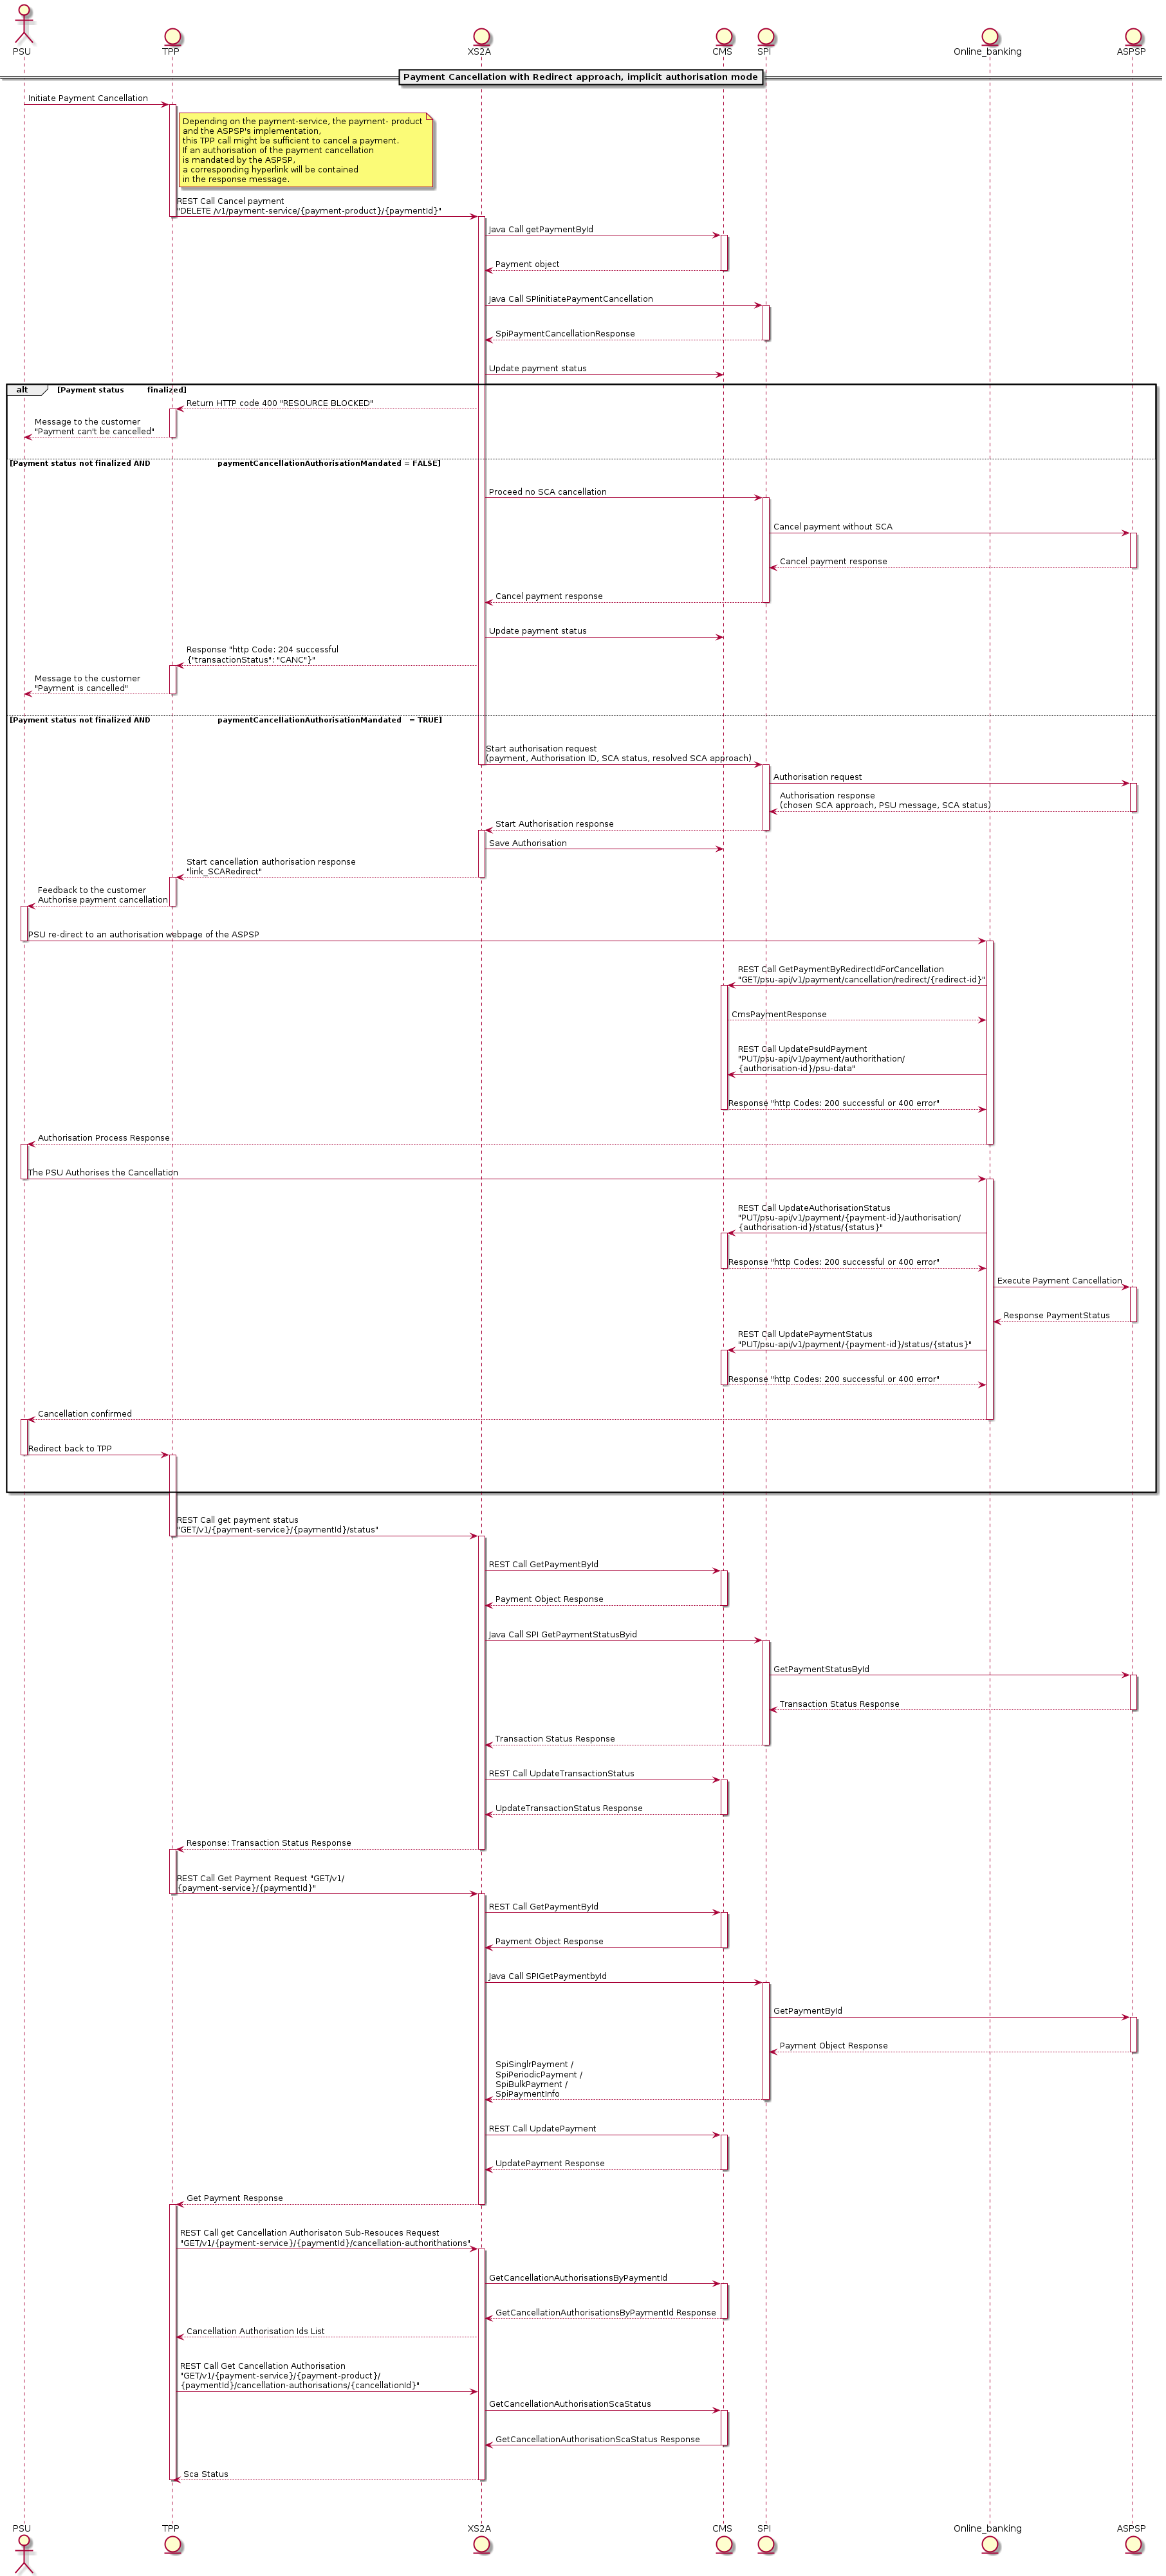 PSU
TPP
XS2A
CMS
SPI
Online_banking
ASPSP
Payment Cancellation with Redirect approach, implicit authorisation mode
Initiate Payment Cancellation
Depending on the payment-service, the payment- product
and the ASPSP's implementation,
this TPP call might be sufficient to cancel a payment.
If an authorisation of the payment cancellation
is mandated by the ASPSP,
a corresponding hyperlink will be contained
in the response message.
REST Call Cancel payment
"DELETE /v1/payment-service/{payment-product}/{paymentId}"
Java Call getPaymentById
Payment object
Java Call SPIinitiatePaymentCancellation
SpiPaymentCancellationResponse
Update payment status
alt [Payment status finalized]
Return HTTP code 400 "RESOURCE BLOCKED"
Message to the customer
"Payment can't be cancelled"
[Payment status not finalized AND paymentCancellationAuthorisationMandated = FALSE]
Proceed no SCA cancellation
Cancel payment without SCA
Cancel payment response
Cancel payment response
Update payment status
Response "http Code: 204 successful
{"transactionStatus": "CANC"}"
Message to the customer
"Payment is cancelled"
[Payment status not finalized AND paymentCancellationAuthorisationMandated = TRUE]
Start authorisation request
(payment, Authorisation ID, SCA status, resolved SCA approach)
Authorisation request
Authorisation response
(chosen SCA approach, PSU message, SCA status)
Start Authorisation response
Save Authorisation
Start cancellation authorisation response
"link_SCARedirect"
Feedback to the customer
Authorise payment cancellation
PSU re-direct to an authorisation webpage of the ASPSP
REST Call GetPaymentByRedirectIdForCancellation
"GET/psu-api/v1/payment/cancellation/redirect/{redirect-id}"
CmsPaymentResponse
REST Call UpdatePsuIdPayment
"PUT/psu-api/v1/payment/authorithation/
{authorisation-id}/psu-data"
Response "http Codes: 200 successful or 400 error"
Authorisation Process Response
The PSU Authorises the Cancellation
REST Call UpdateAuthorisationStatus
"PUT/psu-api/v1/payment/{payment-id}/authorisation/
{authorisation-id}/status/{status}"
Response "http Codes: 200 successful or 400 error"
Execute Payment Cancellation
Response PaymentStatus
REST Call UpdatePaymentStatus
"PUT/psu-api/v1/payment/{payment-id}/status/{status}"
Response "http Codes: 200 successful or 400 error"
Cancellation confirmed
Redirect back to TPP
REST Call get payment status
"GET/v1/{payment-service}/{paymentId}/status"
REST Call GetPaymentById
Payment Object Response
Java Call SPI GetPaymentStatusByid
GetPaymentStatusById
Transaction Status Response
Transaction Status Response
REST Call UpdateTransactionStatus
UpdateTransactionStatus Response
Response: Transaction Status Response
REST Call Get Payment Request "GET/v1/
{payment-service}/{paymentId}"
REST Call GetPaymentById
Payment Object Response
Java Call SPIGetPaymentbyId
GetPaymentById
Payment Object Response
SpiSinglrPayment /
SpiPeriodicPayment /
SpiBulkPayment /
SpiPaymentInfo
REST Call UpdatePayment
UpdatePayment Response
Get Payment Response
REST Call get Cancellation Authorisaton Sub-Resouces Request
"GET/v1/{payment-service}/{paymentId}/cancellation-authorithations"
GetCancellationAuthorisationsByPaymentId
GetCancellationAuthorisationsByPaymentId Response
Cancellation Authorisation Ids List
REST Call Get Cancellation Authorisation
"GET/v1/{payment-service}/{payment-product}/
{paymentId}/cancellation-authorisations/{cancellationId}"
GetCancellationAuthorisationScaStatus
GetCancellationAuthorisationScaStatus Response
Sca Status
PSU
TPP
XS2A
CMS
SPI
Online_banking
ASPSP